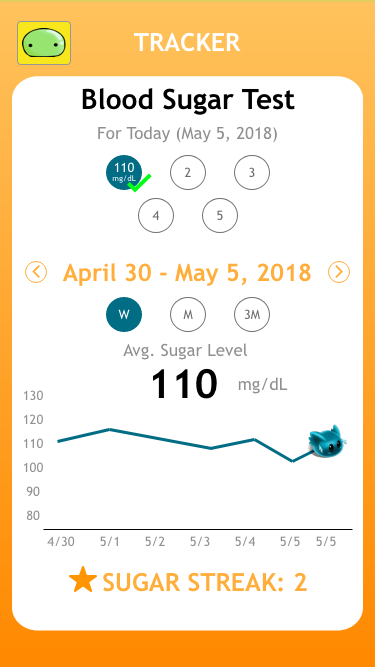 TRACKER
Blood Sugar Test
For Today (May 5, 2018)
110 mg/dL 2 3
4 5
April 30 - May 5, 2018
W M 3M
Avg. Sugar Level
110 mg/dL
130
120
110
100
90
80
4/30 5/1 5/2 5/3 5/4 5/5 5/5
SUGAR STREAK: 2